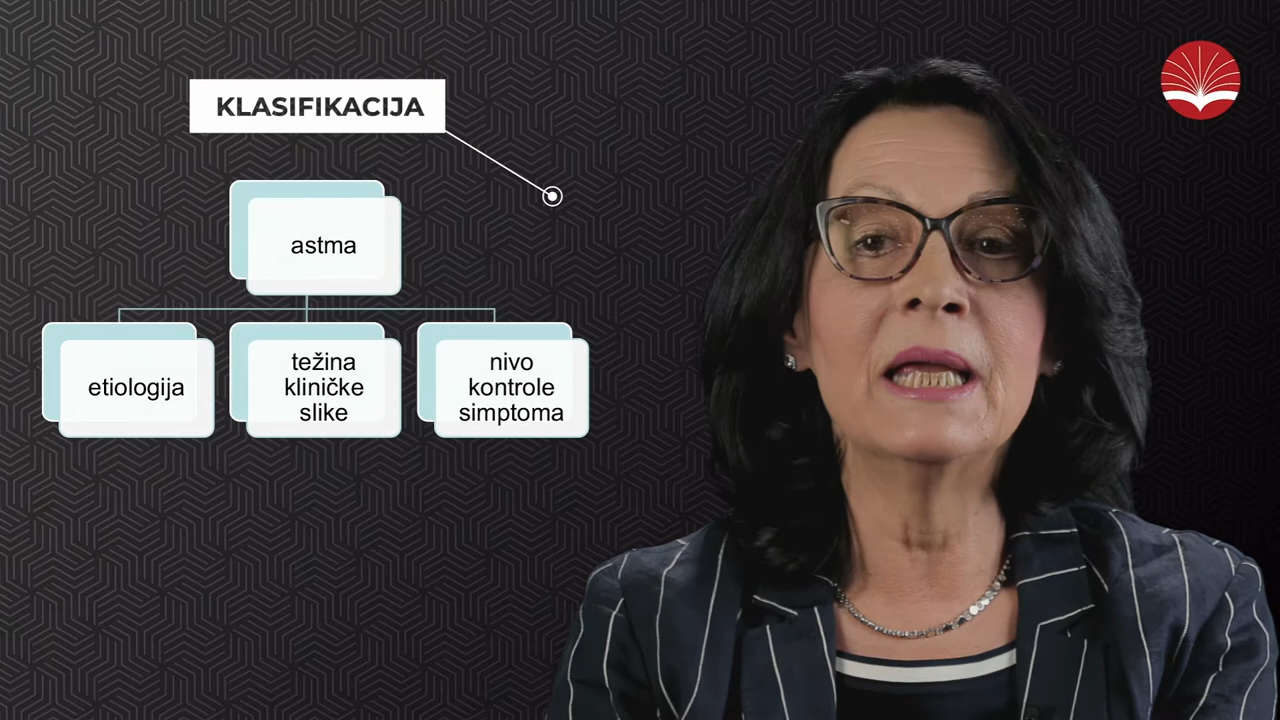 KLASIFIKACIJA
astma
etiologija
težina
kliničke
slike
nivo
kontrole
simptoma